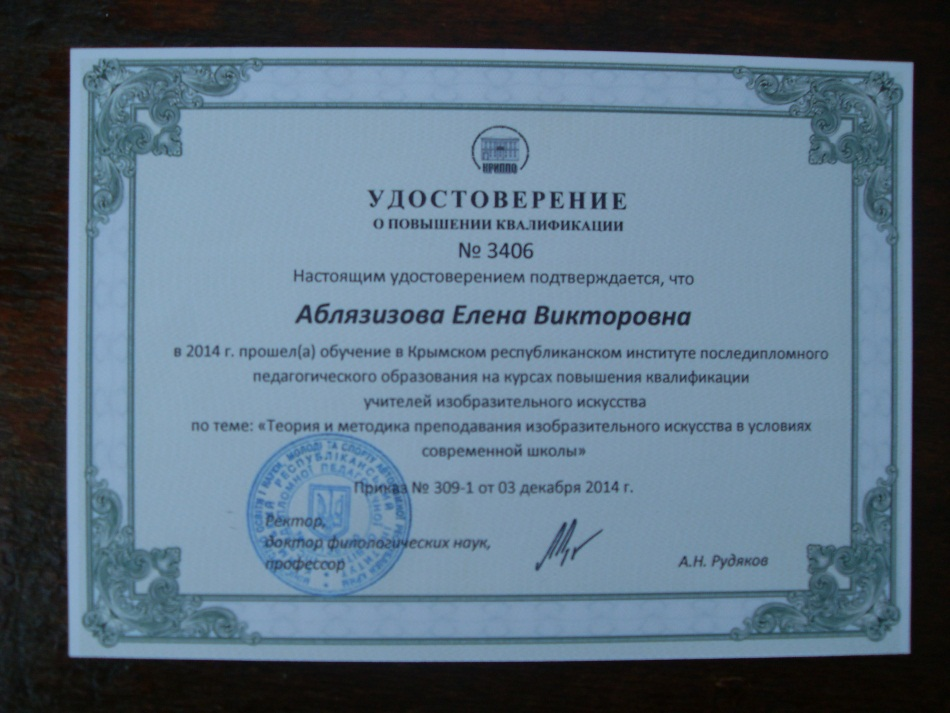 КРИППО
УДОСТОВЕРЕНИЕ
О ПОВЫШЕНИИ КВАЛИФИКАЦИИ
№ 3406
Настоящим удостоверением подтверждается, что
Аблязизова Елена Викторовна
в 2014 г. прошел(а) обучение в Крымском республиканском институте последипломного
педагогического образования на курсах повышения квалификации
учителей изобразительного искусства
по теме: «Теория и методика преподавания изобразительного искусства в условиях
современной школы»
Приказ № 309-1 от 03 декабря 2014 г.
Ректор,
доктор филологических наук,
профессор
А.Н. Рудяков